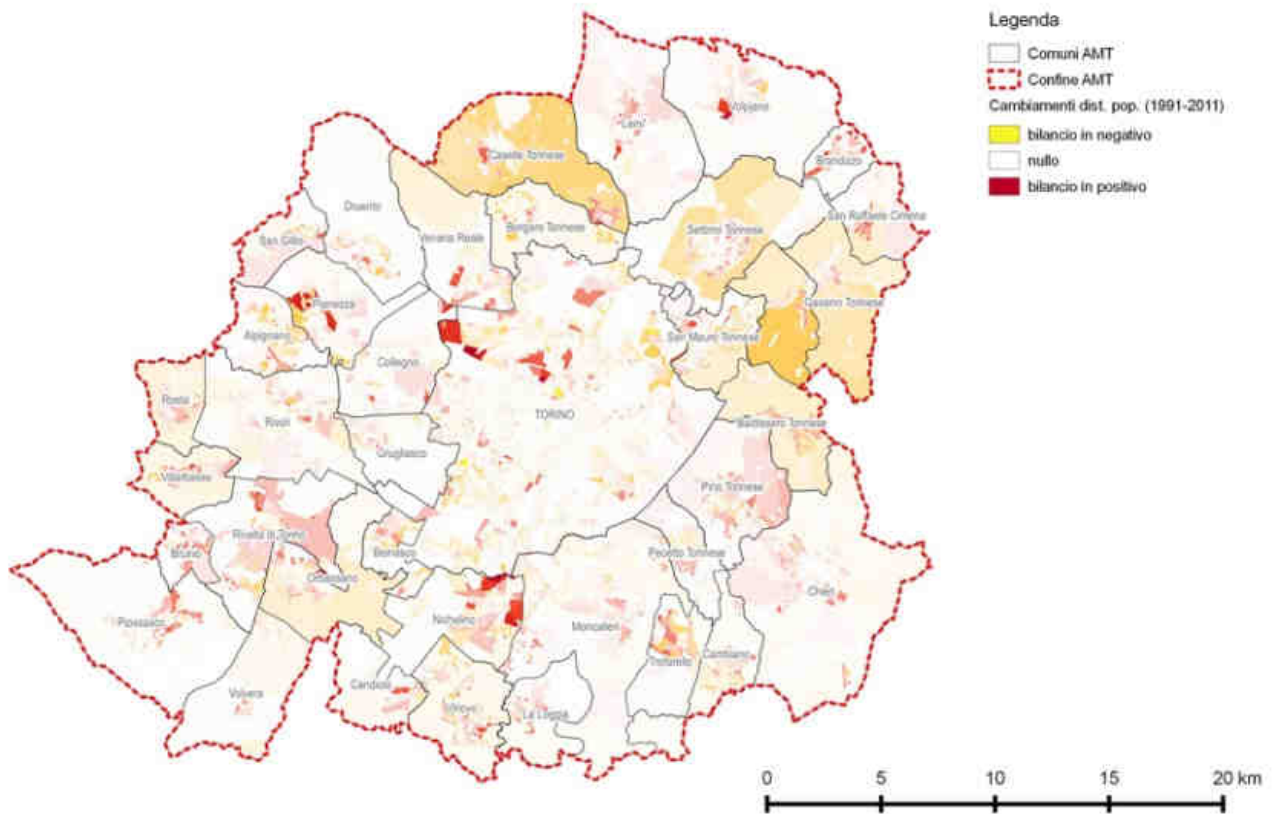 Legenda
Comuni AMT
Confine AMT
Cambiamenti dist. pop. (1991-2011)
bilancio in negativo
nullo
bilancio in positivo
Leinì
Volpiano
Caselle Torinese
Brandizzo
Druento
San Raffaele Cimena
San Gillio
Venaria Reale
Borgaro Torinese
Settimo Torinese
Pianezza
Gassino Torinese
Alpignano
San Mauro Torinese
Collegno
Rosta
Rivoli
TORINO
Baldissero Torinese
Grugliasco
Villarbasse
Pino Torinese
Rivalta di Torino
Bruino
Beinasco
Pecetto Torinese
Orbassano
Chieri
Piossasco
Nichelino
Moncalieri
Trofarello
Cambiano
Volvera
Candiolo
Vinovo
La Loggia
0 5 10 15 20 km